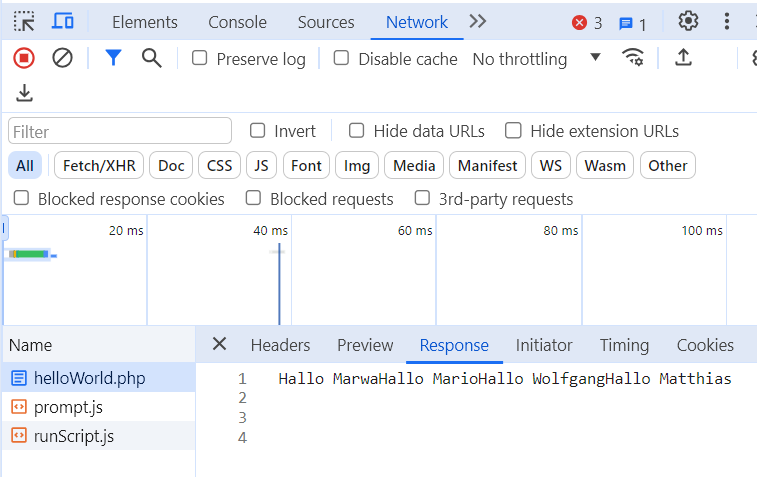 Elements Console Sources Network 3 1
Preserve log Disable cache No throttling
Filter Invert Hide data URLs Hide extension URLs
All Fetch/XHR Doc CSS JS Font Img Media Manifest WS Wasm Other
Blocked response cookies Blocked requests 3rd-party requests
20 ms 40 ms 60 ms 80 ms 100 ms
Name Headers Preview Response Initiator Timing Cookies
helloWorld.php 1 Hallo MarwaHallo MarioHallo WolfgangHallo Matthias
2
prompt.js
3
runScript.js 4